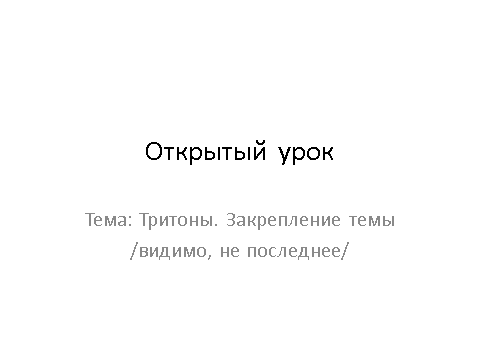 Открытый урок
Тема: Тритоны. Закрепление темы
/видимо, не последнее/